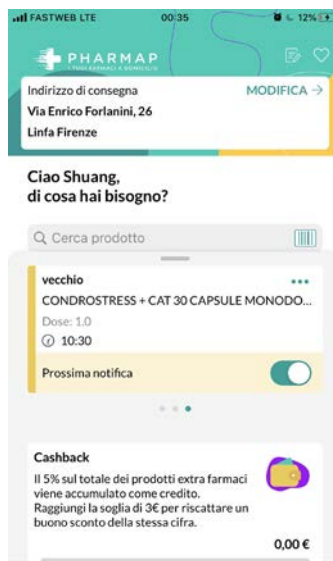 FASTWEB LTE 00:35 12%
PHARMAP
I TUOI FARMACI A DOMICILIO
Indirizzo di consegna MODIFICA →
Via Enrico Forlanini, 26
Linfa Firenze
Ciao Shuang,
di cosa hai bisogno?
Cerca prodotto
vecchio
CONDROSTRESS + CAT 30 CAPSULE MONODO...
Dose: 1.0
10:30
Prossima notifica
Cashback
Il 5% sul totale dei prodotti extra farmaci
viene accumulato come credito.
Raggiungi la soglia di 3€ per riscattare un
buono sconto della stessa cifra.
0,00 €